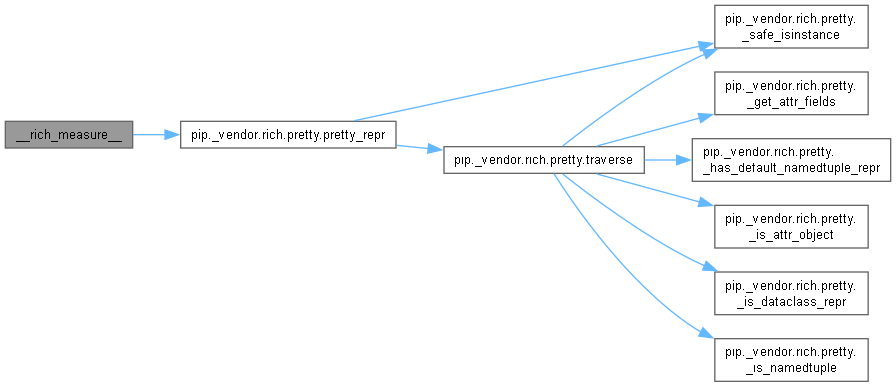 __rich_measure__
pip._vendor.rich.pretty.pretty_repr
pip._vendor.rich.pretty.traverse
pip._vendor.rich.pretty.
_safe_isinstance
pip._vendor.rich.pretty.
_get_attr_fields
pip._vendor.rich.pretty.
_has_default_namedtuple_repr
pip._vendor.rich.pretty.
_is_attr_object
pip._vendor.rich.pretty.
_is_dataclass_repr
pip._vendor.rich.pretty.
_is_namedtuple